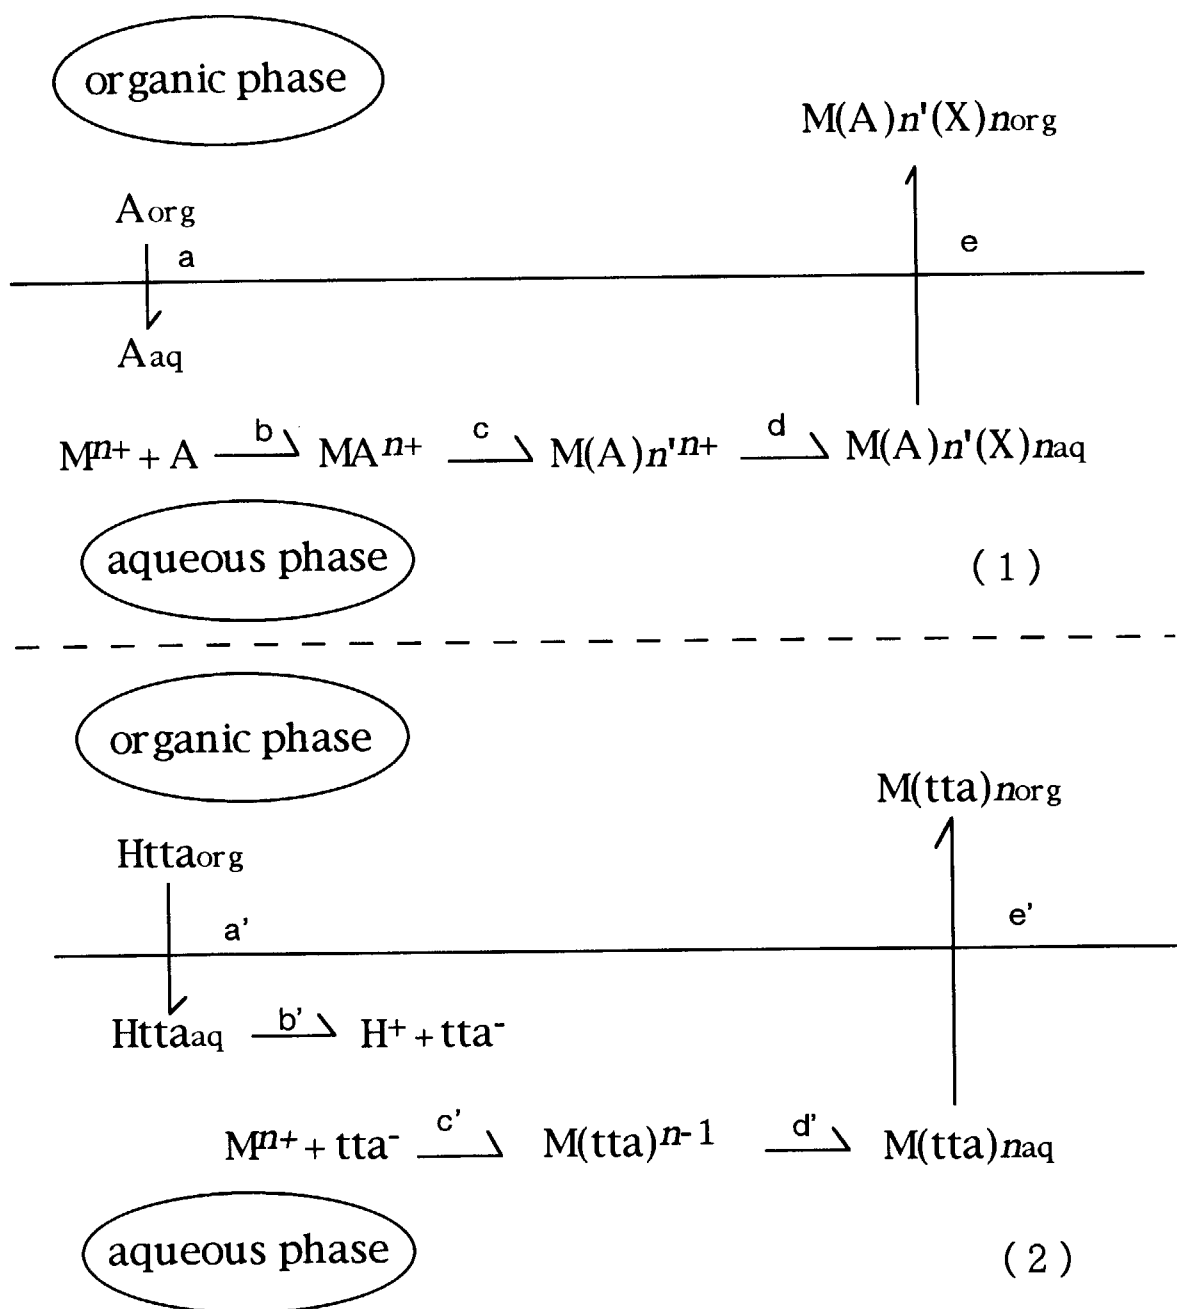 organic phase
M(A)n'(X)norg
Aorg
a
e
Aaq
Mn+ + A b MAn+ c M(A)n'n+ d M(A)n'(X)naq
aqueous phase
(1)
organic phase
M(tta)norg
Httaorg
a'
e'
Httaaq b' H+ + tta-
Mn+ + tta- c' M(tta)n-1 d' M(tta)naq
aqueous phase
(2)